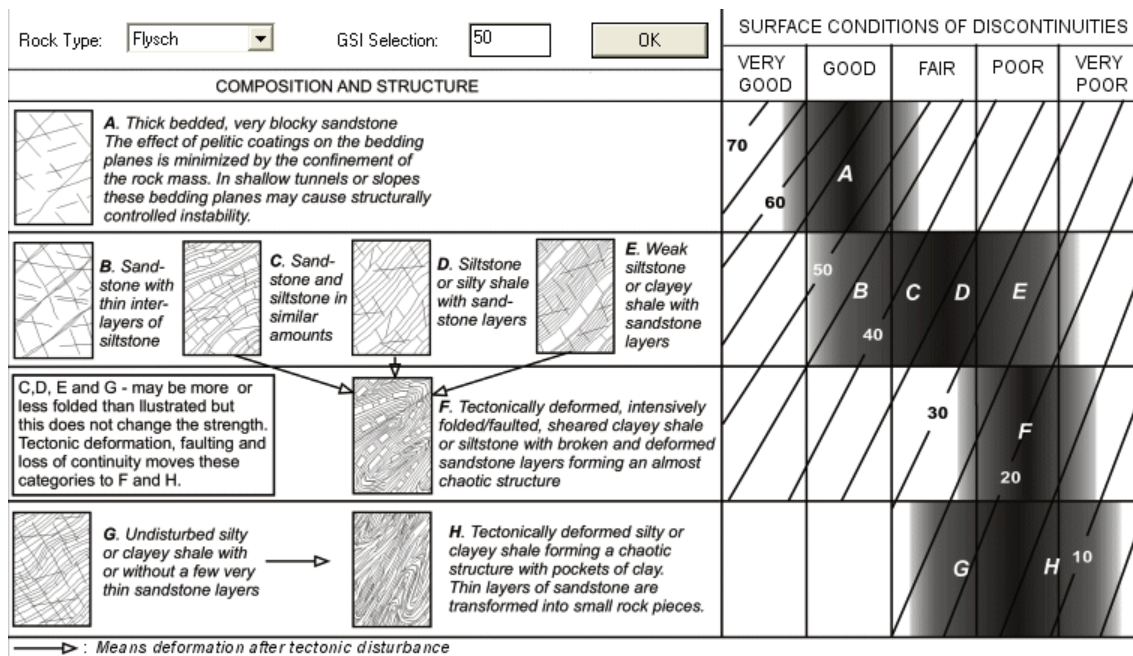 Rock Type: Flysch GSI Selection: 50 OK
SURFACE CONDITIONS OF DISCONTINUITIES
VERY GOOD
GOOD
FAIR
POOR
VERY POOR
COMPOSITION AND STRUCTURE
A. Thick bedded, very blocky sandstone
The effect of pelitic coatings on the bedding
planes is minimized by the confinement of
the rock mass. In shallow tunnels or slopes
these bedding planes may cause structurally
controlled instability.
70
60
A
B. Sand-
stone with
thin inter-
layers of
siltstone
C. Sand-
stone and
siltstone in
similar
amounts
D. Siltstone
or silty shale
with sand-
stone layers
E. Weak
siltstone
or clayey
shale with
sandstone
layers
50
B C D E
40
C,D, E and G - may be more or
less folded than Ilustrated but
this does not change the strength.
Tectonic deformation, faulting and
loss of continuity moves these
categories to F and H.
F. Tectonically deformed, intensively
folded/faulted, sheared clayey shale
or siltstone with broken and deformed
sandstone layers forming an almost
chaotic structure
30
F
20
G. Undisturbed silty
or clayey shale with
or without a few very
thin sandstone layers
H. Tectonically deformed silty or
clayey shale forming a chaotic
structure with pockets of clay.
Thin layers of sandstone are
transformed into small rock pieces.
G H 10
: Means deformation after tectonic disturbance